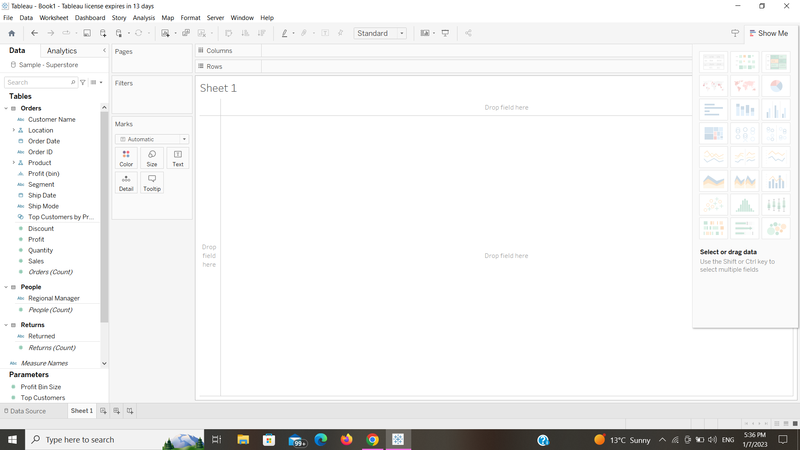 Tableau - Book1 - Tableau license expires in 13 days
File Data Worksheet Dashboard Story Analysis Map Format Server Window Help
Standard
Show Me
Data Analytics
Sample - Superstore
Search
Tables
Orders
Customer Name
Location
Order Date
Order ID
Product
Profit (bin)
Segment
Ship Date
Ship Mode
Top Customers by Pr...
Discount
Profit
Quantity
Sales
Orders (Count)
People
Regional Manager
People (Count)
Returns
Returned
Returns (Count)
Measure Names
Parameters
Profit Bin Size
Top Customers
Pages
Filters
Marks
Automatic
Color Size Text
Detail Tooltip
Columns
Rows
Sheet 1
Drop field here
Drop
field
here
Drop field here
Select or drag data
Use the Shift or Ctrl key to
select multiple fields
Data Source Sheet 1
Type here to search
99+
13°C Sunny
ENG
5:36 PM
1/7/2023